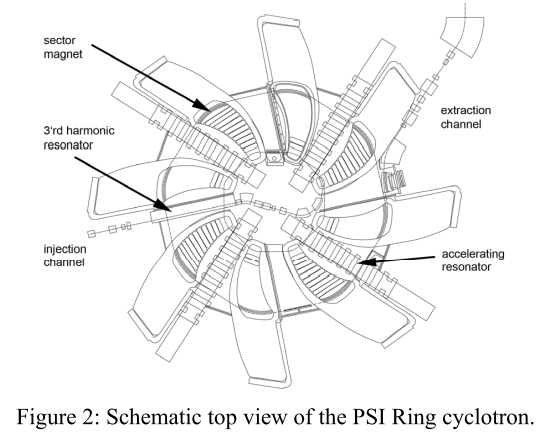 sector
magnet
3'rd harmonic
resonator
extraction
channel
injection
channel
accelerating
resonator
Figure 2: Schematic top view of the PSI Ring cyclotron.